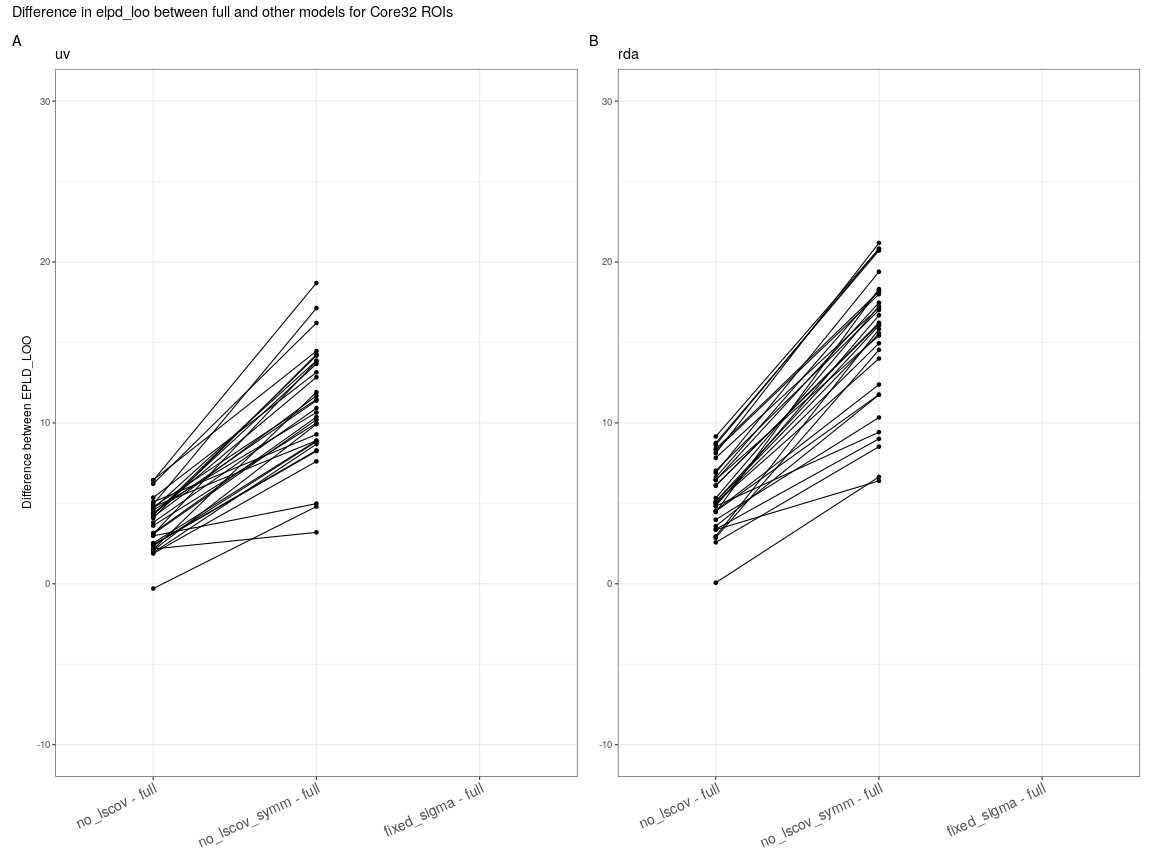 Difference in elpd_loo between full and other models for Core32 ROIs
A
B
uv
rda
Difference between EPLD_LOO
30
20
10
0
-10
30
20
10
0
-10
no_lscov - full
no_lscov_symm - full
fixed_sigma - full
no_lscov - full
no_lscov_symm - full
fixed_sigma - full